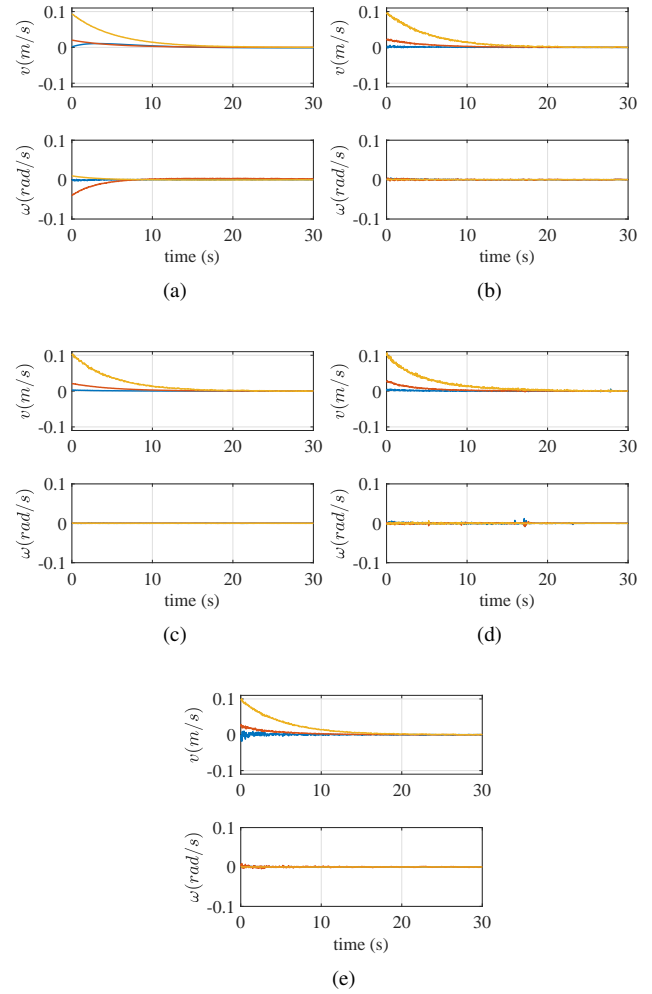 0.1 0.1
v(m/s) 0 v(m/s) 0
-0.1 -0.1
0 10 20 30 0 10 20 30
0.1 0.1
ω(rad/s) 0 ω(rad/s) 0
-0.1 -0.1
0 10 20 30 0 10 20 30
time (s) time (s)
(a) (b)
0.1 0.1
v(m/s) 0 v(m/s) 0
-0.1 -0.1
0 10 20 30 0 10 20 30
0.1 0.1
ω(rad/s) 0 ω(rad/s) 0
-0.1 -0.1
0 10 20 30 0 10 20 30
time (s) time (s)
(c) (d)
0.1
v(m/s) 0
-0.1
0 10 20 30
0.1
ω(rad/s) 0
-0.1
0 10 20 30
time (s)
(e)